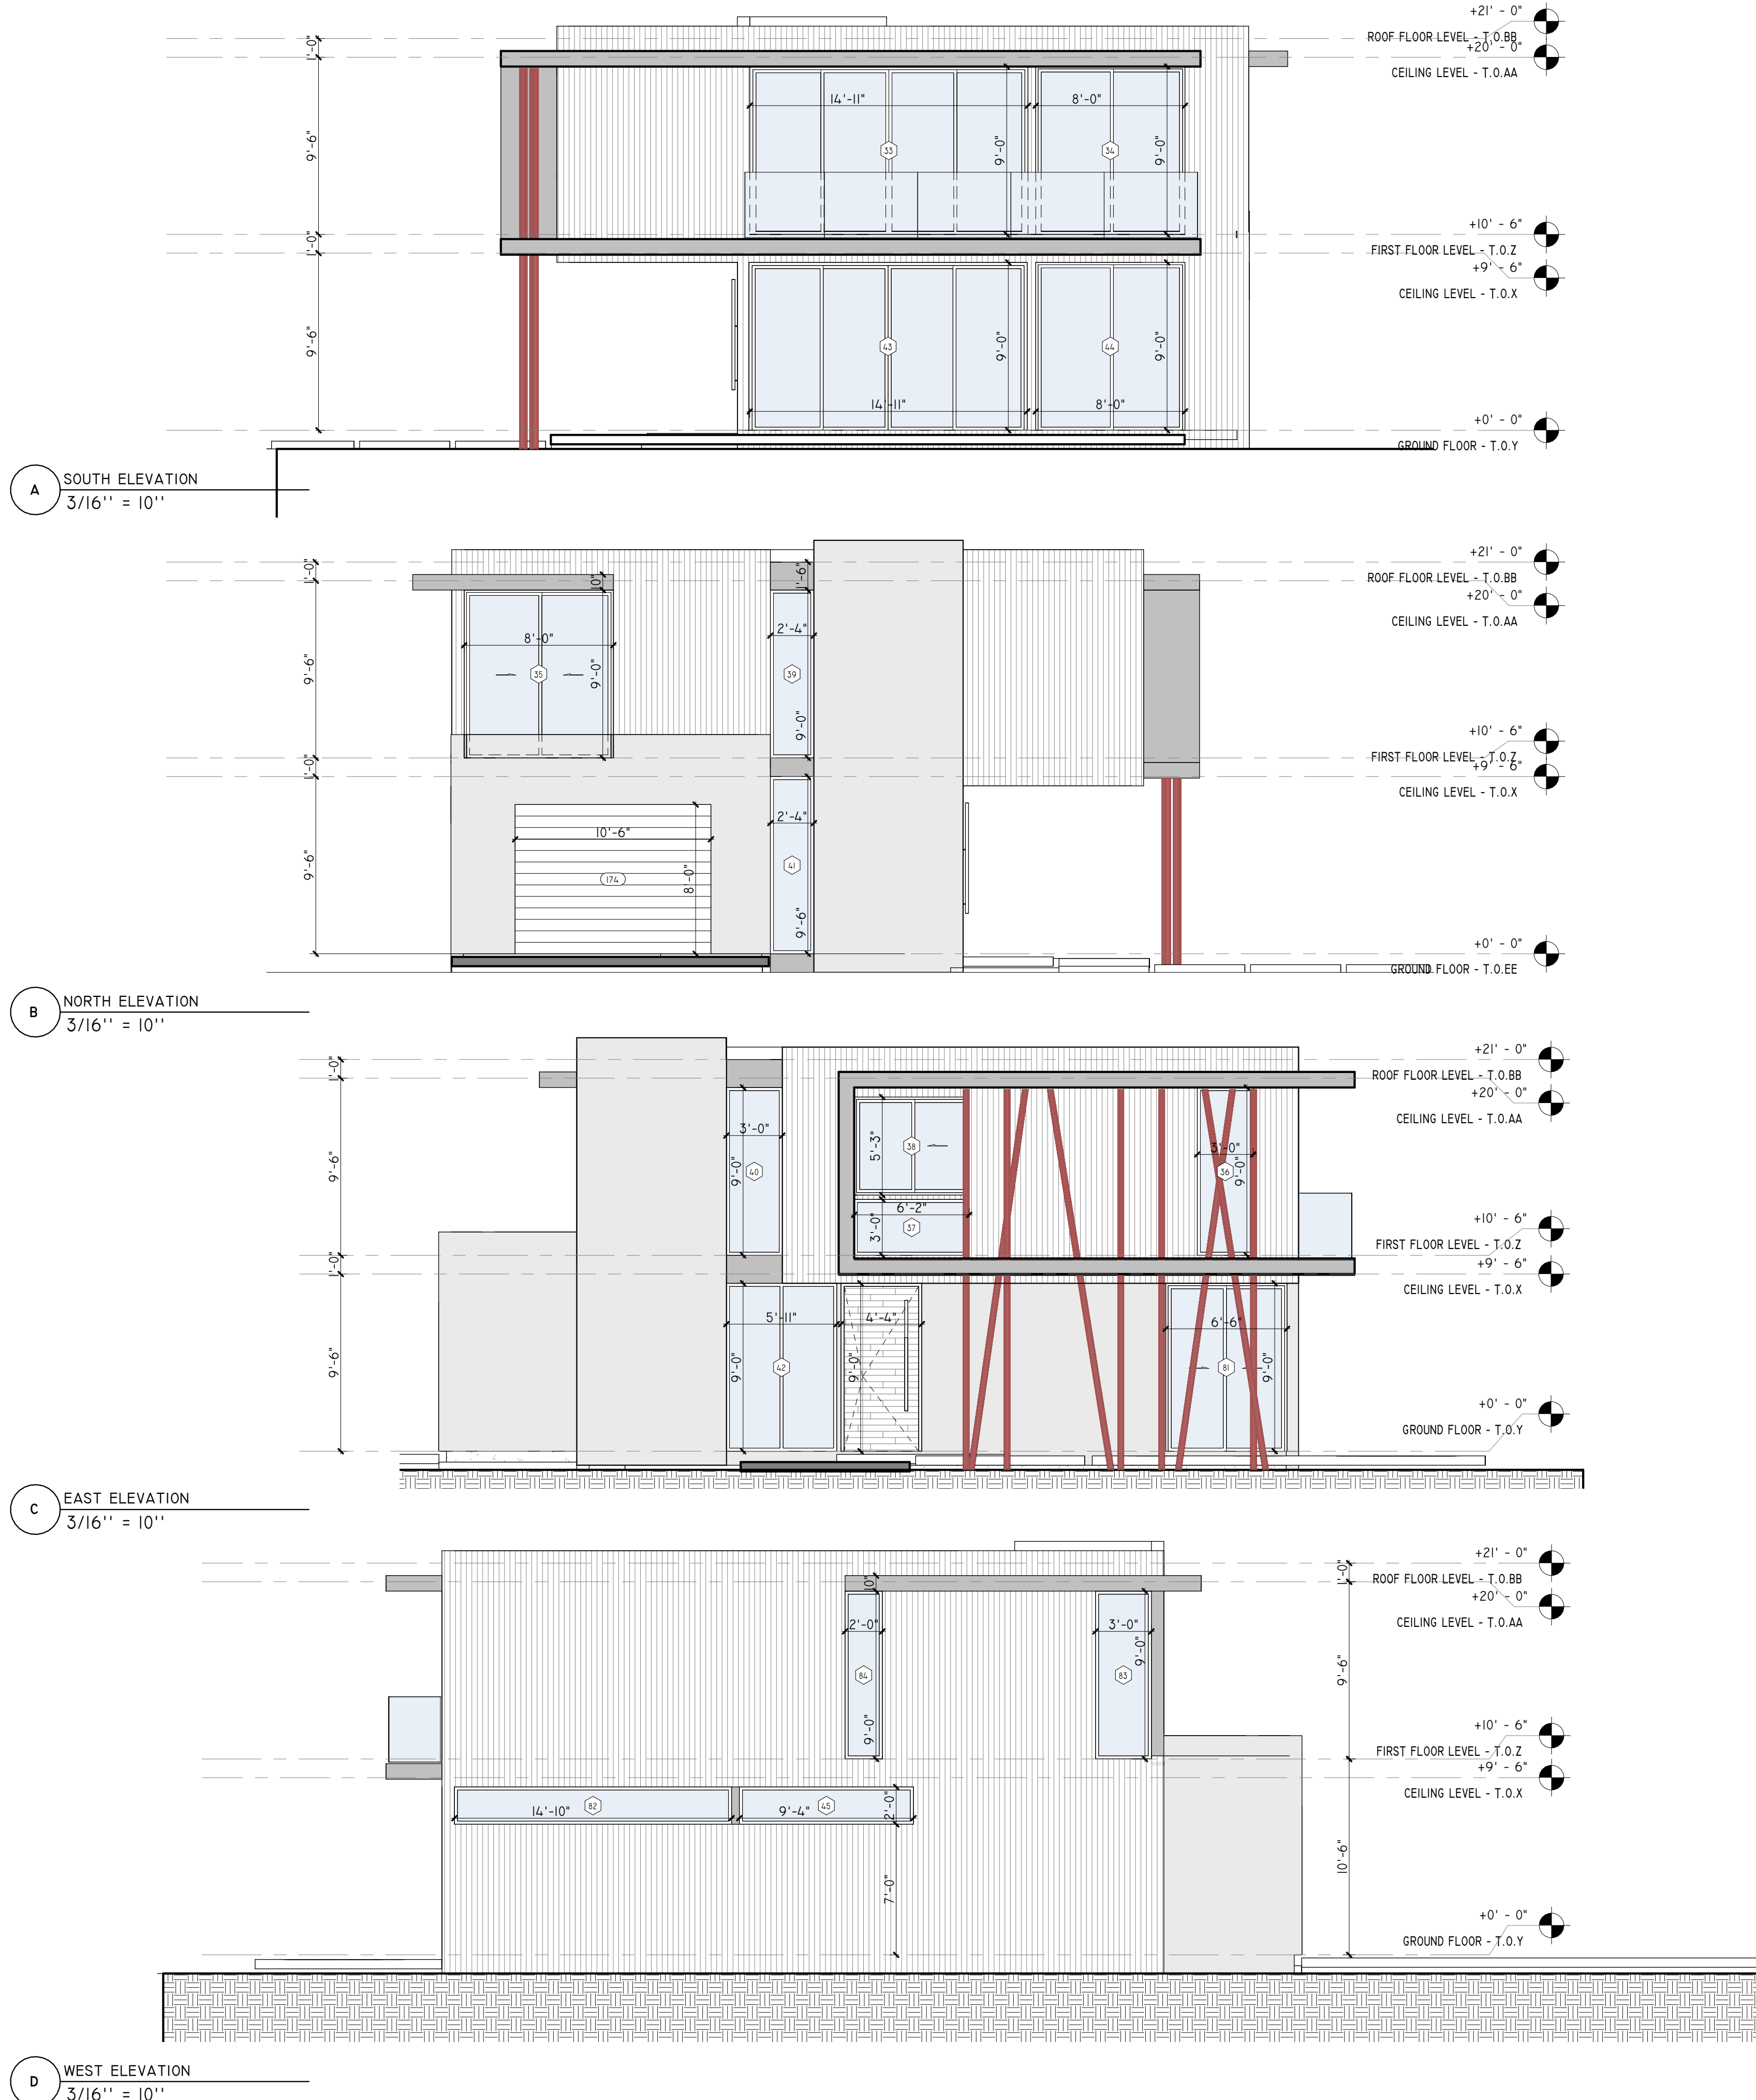 +21' - 0"
ROOF FLOOR LEVEL - T.O.BB
+20' - 0"
CEILING LEVEL - T.O.AA
1'-0"
14'-11"
8'-0"
9'-6"
33
9'-0"
34
9'-0"
+10' - 6"
FIRST FLOOR LEVEL - T.O.Z
1'-0"
+9' - 6"
CEILING LEVEL - T.O.X
9'-6"
43
9'-0"
44
9'-0"
14'-11"
8'-0"
+0' - 0"
GROUND FLOOR - T.O.Y
A
SOUTH ELEVATION
3/16'' = 10''
+21' - 0"
ROOF FLOOR LEVEL - T.O.BB
+20' - 0"
CEILING LEVEL - T.O.AA
1'-0"
10"
1'-6"
8'-0"
2'-4"
9'-6"
35
9'-0"
39
9'-0"
+10' - 6"
FIRST FLOOR LEVEL - T.O.Z
1'-0"
+9' - 6"
CEILING LEVEL - T.O.X
10'-6"
2'-4"
9'-6"
174
8'-0"
41
9'-6"
+0' - 0"
GROUND FLOOR - T.O.EE
B
NORTH ELEVATION
3/16'' = 10''
+21' - 0"
ROOF FLOOR LEVEL - T.O.BB
+20' - 0"
CEILING LEVEL - T.O.AA
1'-0"
3'-0"
5'-3"
38
3'-0"
9'-6"
9'-0"
40
36
9'-0"
6'-2"
3'-0"
37
+10' - 6"
FIRST FLOOR LEVEL - T.O.Z
1'-0"
+9' - 6"
CEILING LEVEL - T.O.X
5'-11"
4'-4"
6'-6"
9'-6"
9'-0"
42
9'-0"
81
9'-0"
+0' - 0"
GROUND FLOOR - T.O.Y
C
EAST ELEVATION
3/16'' = 10''
+21' - 0"
1'-0"
ROOF FLOOR LEVEL - T.O.BB
10"
+20' - 0"
CEILING LEVEL - T.O.AA
2'-0"
3'-0"
9'-0"
9'-6"
84
83
9'-0"
+10' - 6"
FIRST FLOOR LEVEL - T.O.Z
+9' - 6"
CEILING LEVEL - T.O.X
14'-10"
82
9'-4"
45
2'-0"
10'-6"
7'-0"
+0' - 0"
GROUND FLOOR - T.O.Y
D
WEST ELEVATION
3/16'' = 10''